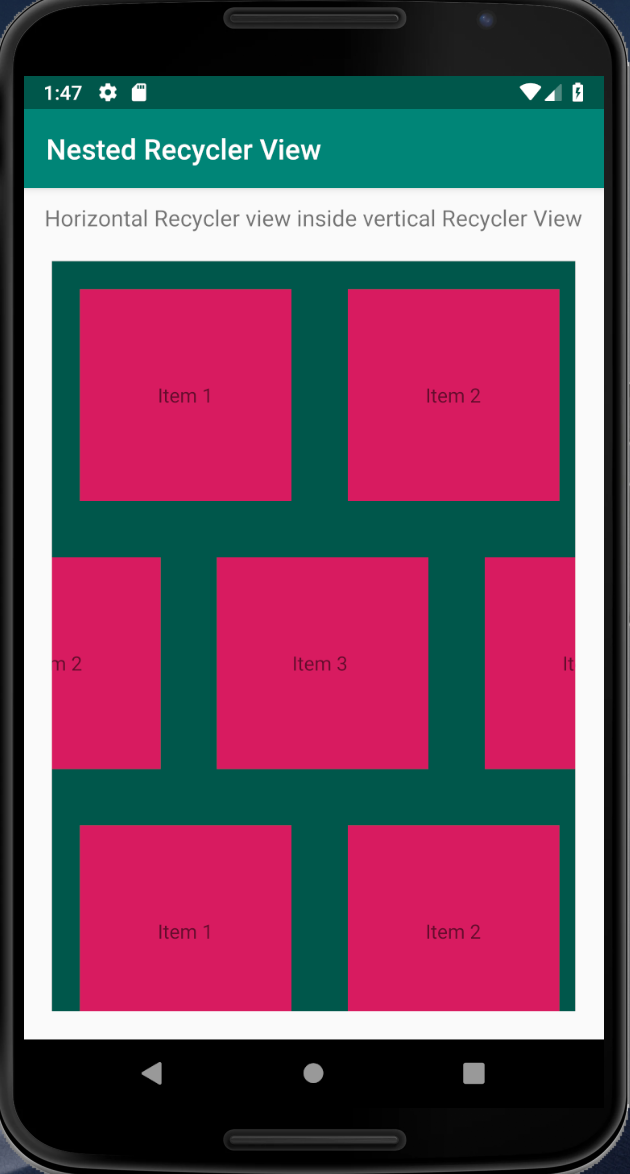 1:47
Nested Recycler View
Horizontal Recycler view inside vertical Recycler View
Item 1 Item 2
m 2 Item 3 It
Item 1 Item 2